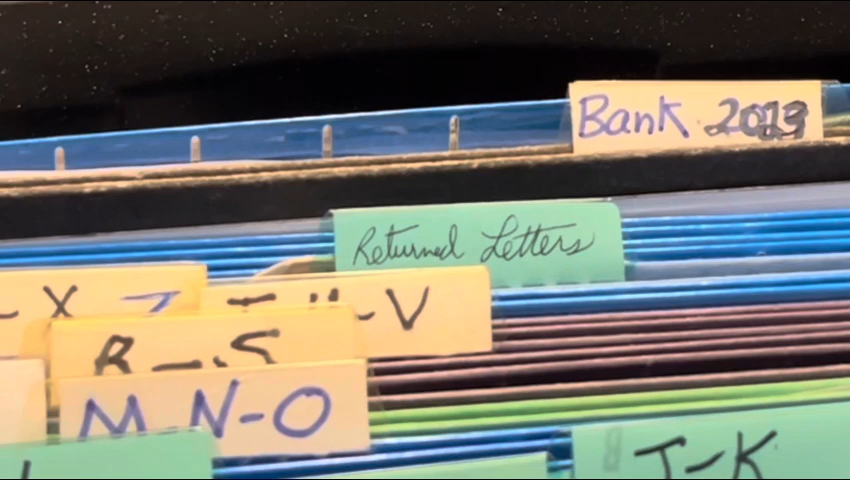 Bank 2019
Returned Letters
-X Z
T-U-V
R-S
M-N-O
J-K